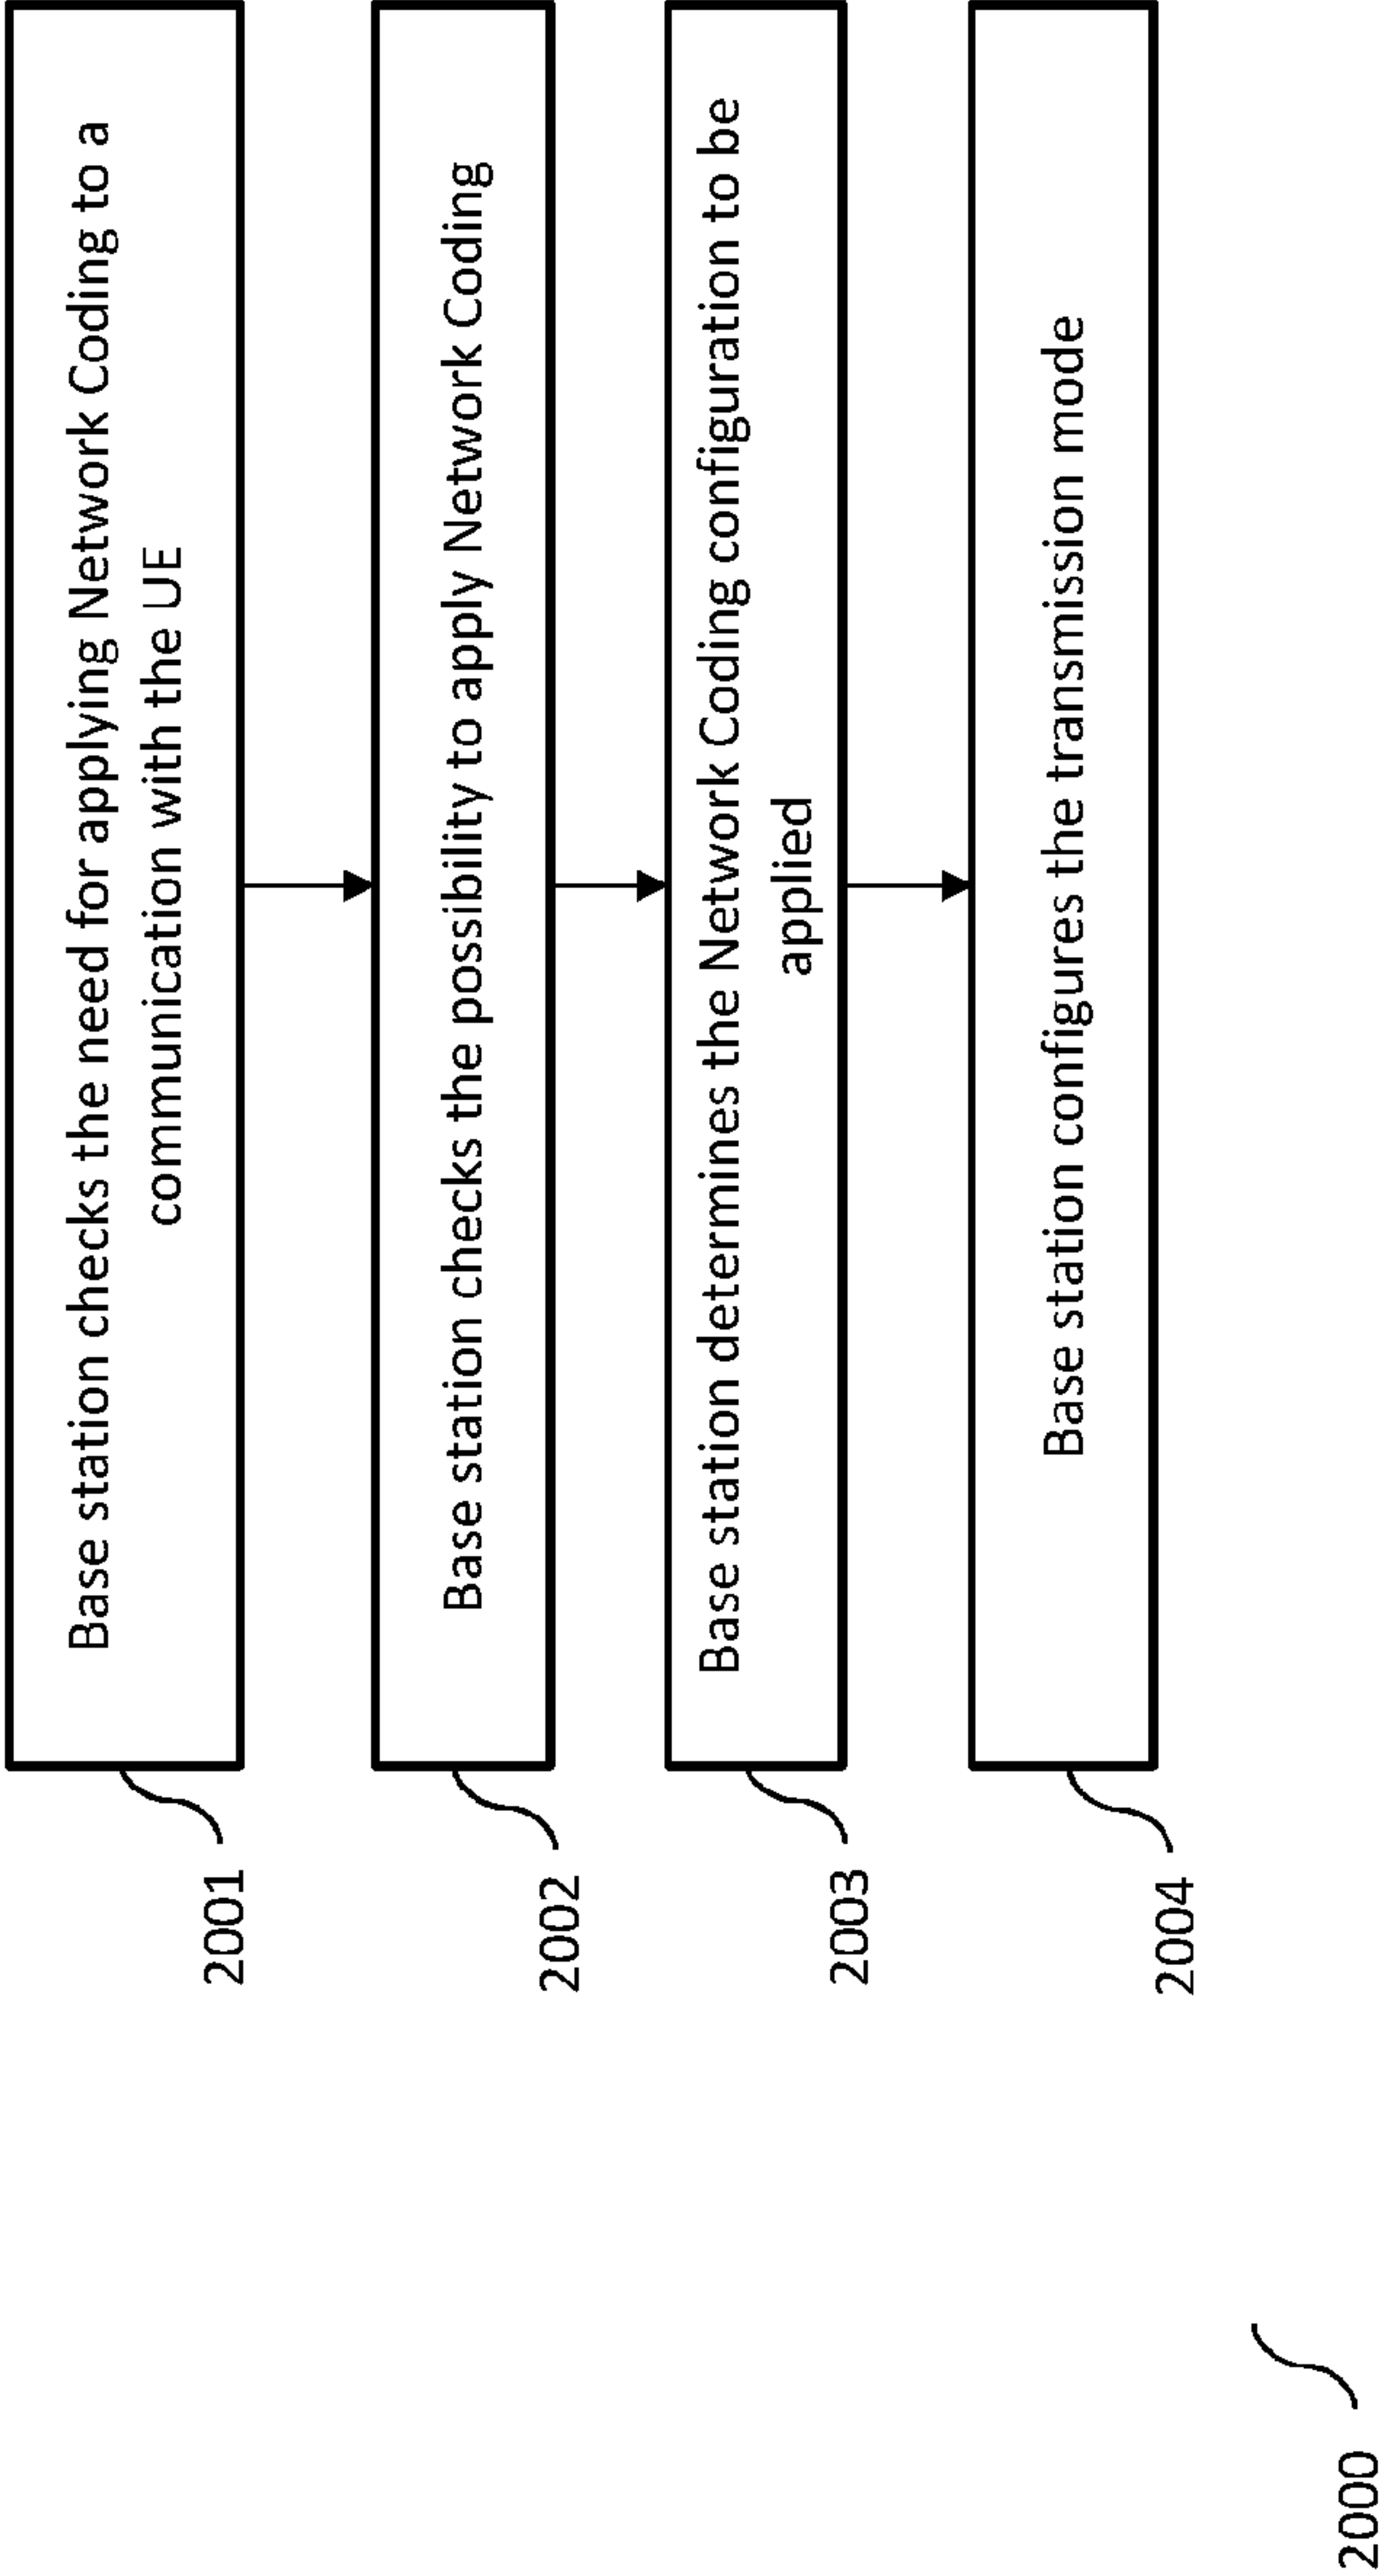 Base station checks the need for applying Network Coding to a
communication with the UE
2001
Base station checks the possibility to apply Network Coding
2002
Base station determines the Network Coding configuration to be
applied
2003
Base station configures the transmission mode
2004
2000